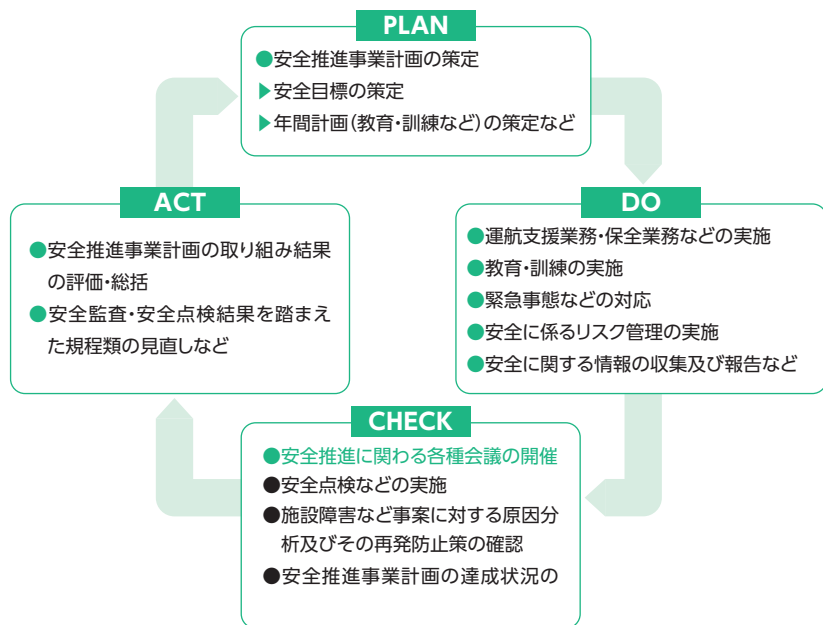 PLAN
●安全推進事業計画の策定
▶安全目標の策定
▶年間計画(教育・訓練など)の策定など
DO
●運航支援業務・保全業務などの実施
●教育・訓練の実施
●緊急事態などの対応
●安全に係るリスク管理の実施
●安全に関する情報の収集及び報告など
CHECK
●安全推進に関わる各種会議の開催
●安全点検などの実施
●施設障害など事案に対する原因分
析及びその再発防止策の確認
●安全推進事業計画の達成状況の
ACT
●安全推進事業計画の取り組み結果
の評価・総括
●安全監査・安全点検結果を踏まえ
た規程類の見直しなど